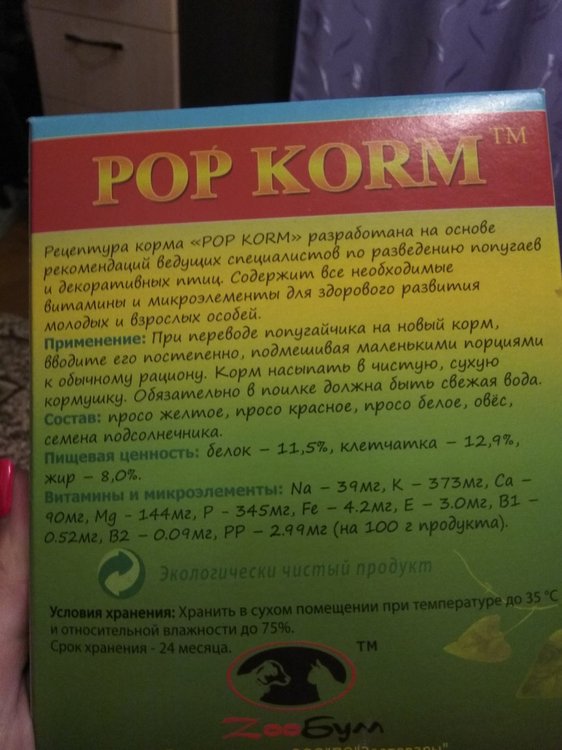 POP KORM™
Рецептура корма «POP KORM» разработана на основе
рекомендаций ведущих специалистов по разведению попугаев
и декоративных птиц. Содержит все необходимые
витамины и микроэлементы для здорового развития
молодых и взрослых особей.
Применение: При переводе попугайчика на новый корм,
вводите его постепенно, подмешивая маленькими порциями
к обычному рациону. Корм насыпать в чистую, сухую
кормушку. Обязательно в поилке должна быть свежая вода.
Состав: просо желтое, просо красное, просо белое, овёс,
семена подсолнечника.
Пищевая ценность: белок – 11,5%, клетчатка – 12,9%,
жир – 8,0%.
Витамины и микроэлементы: Na – 39мг, K – 373мг, Ca –
90мг, Mg - 144мг, P - 345мг, Fe – 4.2мг, E – 3.0мг, B1 –
0.52мг, B2 – 0.09мг, PP – 2.99мг (на 100 г продукта).
Экологически чистый продукт
Условия хранения: Хранить в сухом помещении при температуре до 35 °C
и относительной влажности до 75%.
Срок хранения - 24 месяца.
TM
ZooБум